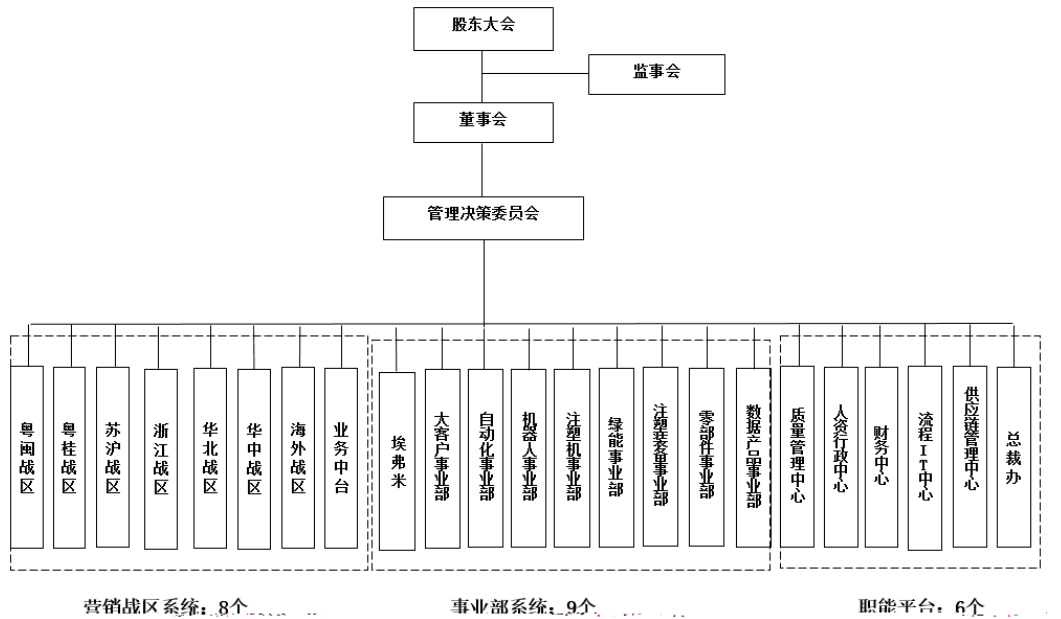 股东大会
监事会
董事会
管理决策委员会
粤闽战区
粤桂战区
苏沪战区
浙江战区
华北战区
华中战区
海外战区
业务中台
埃弗米
大客户事业部
自动化事业部
机器人事业部
注塑机事业部
绿能事业部
注塑装备事业部
零部件事业部
数据产品事业部
质量管理中心
人资行政中心
财务中心
流程IT中心
供应链管理中心
总裁办
营销战区系统：8个
事业部系统：9个
职能平台：6个